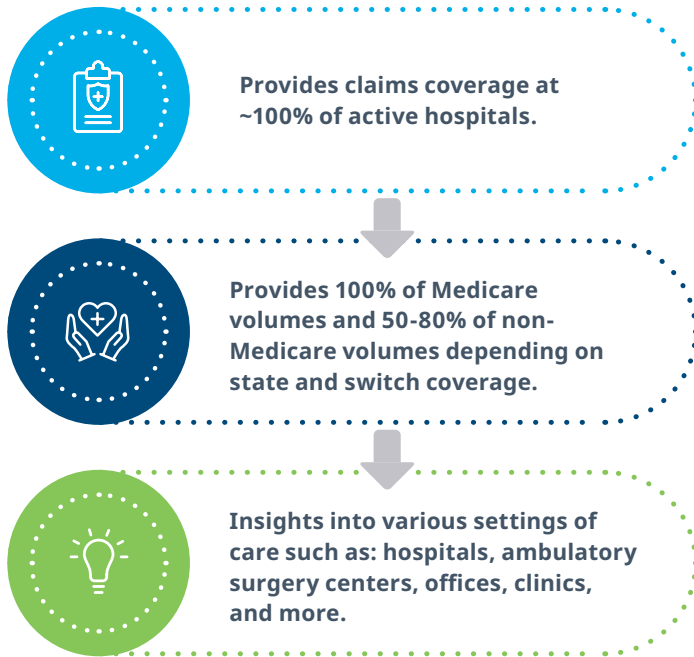 Provides claims coverage at
~100% of active hospitals.
Provides 100% of Medicare
volumes and 50-80% of non-
Medicare volumes depending on
state and switch coverage.
Insights into various settings of
care such as: hospitals, ambulatory
surgery centers, offices, clinics,
and more.